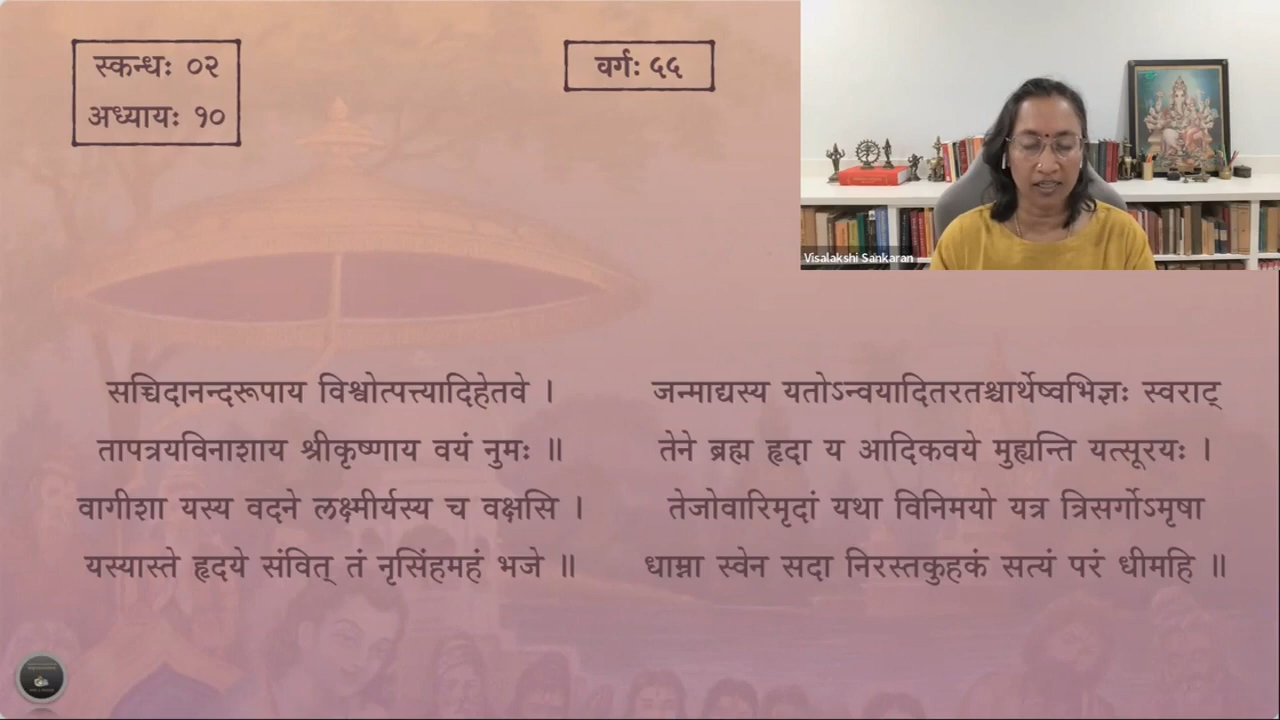 स्कन्धः ०२
अध्यायः १०
वर्गः ५५
Visalakshi Sankaran
सच्चिदानन्दरूपाय विश्वोत्पत्त्यादिहेतवे ।
तापत्रयविनाशाय श्रीकृष्णाय वयं नुमः ॥
वागीशा यस्य वदने लक्ष्मीर्यस्य च वक्षसि ।
यस्यास्ते हृदये संवित् तं नृसिंहमहं भजे ॥
जन्माद्यस्य यतोऽन्वयादितरतश्चार्थेष्वभिज्ञः स्वराट्
तेने ब्रह्म हृदा य आदिकवये मुह्यन्ति यत्सूरयः ।
तेजोवारिमृदां यथा विनिमयो यत्र त्रिसर्गोऽमृषा
धाम्ना स्वेन सदा निरस्तकुहकं सत्यं परं धीमहि ॥